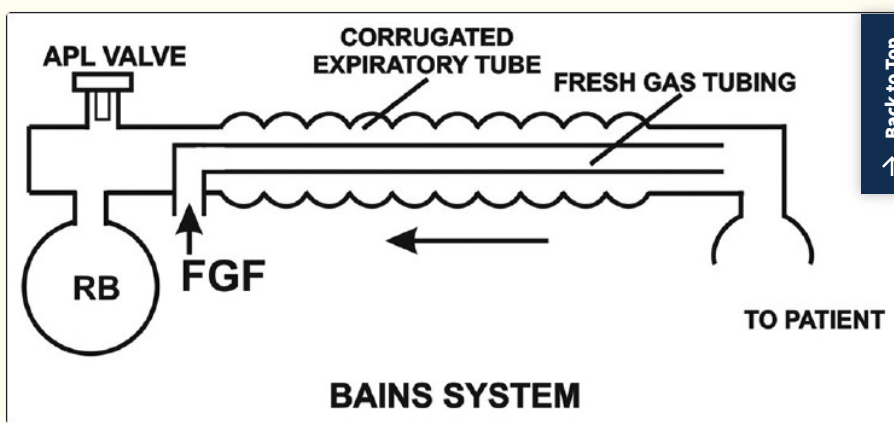 APL VALVE
CORRUGATED
EXPIRATORY TUBE
FRESH GAS TUBING
Back to Top
RB
FGF
TO PATIENT
BAINS SYSTEM